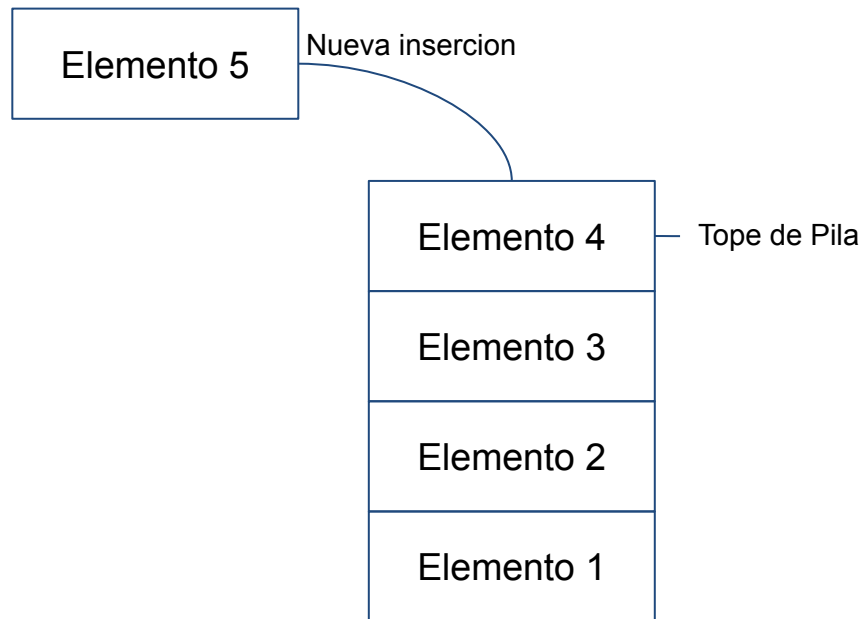 Elemento 5
Nueva insercion
Elemento 4
Tope de Pila
Elemento 3
Elemento 2
Elemento 1